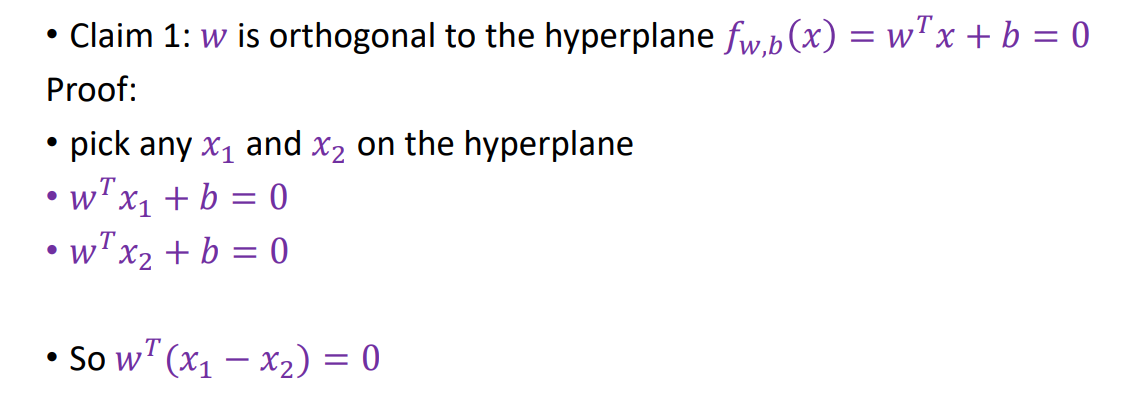 • Claim 1: w is orthogonal to the hyperplane f_{w,b}(x) = w^T x + b = 0
Proof:
• pick any x_1 and x_2 on the hyperplane
• w^T x_1 + b = 0
• w^T x_2 + b = 0
• So w^T (x_1 − x_2) = 0